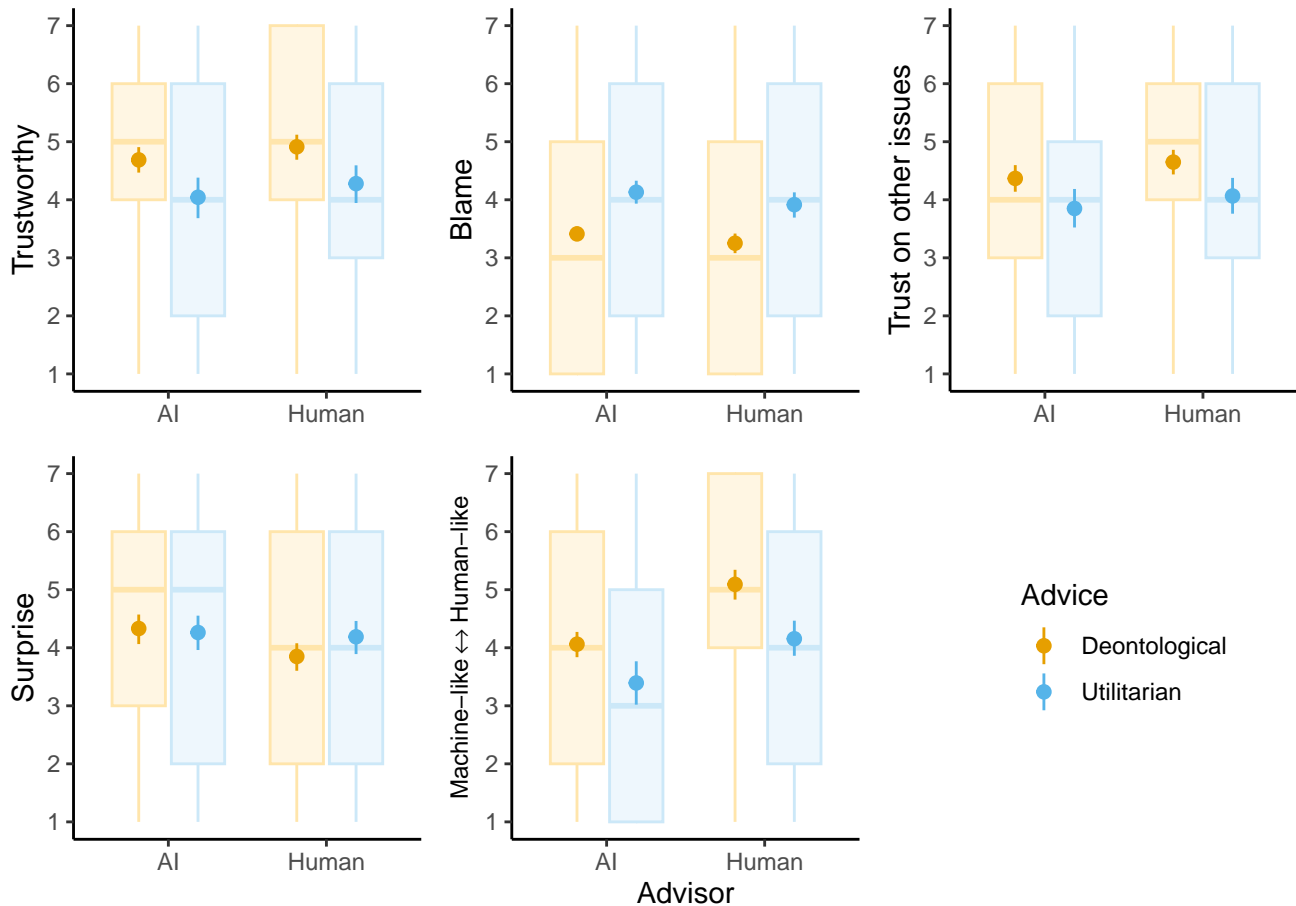 Trustworthy
7
6
5
4
3
2
1
AI
Human
Blame
7
6
5
4
3
2
1
AI
Human
Trust on other issues
7
6
5
4
3
2
1
AI
Human
Surprise
7
6
5
4
3
2
1
AI
Human
Machine−like ↔ Human−like
7
6
5
4
3
2
1
AI
Human
Advisor
Advice
Deontological
Utilitarian